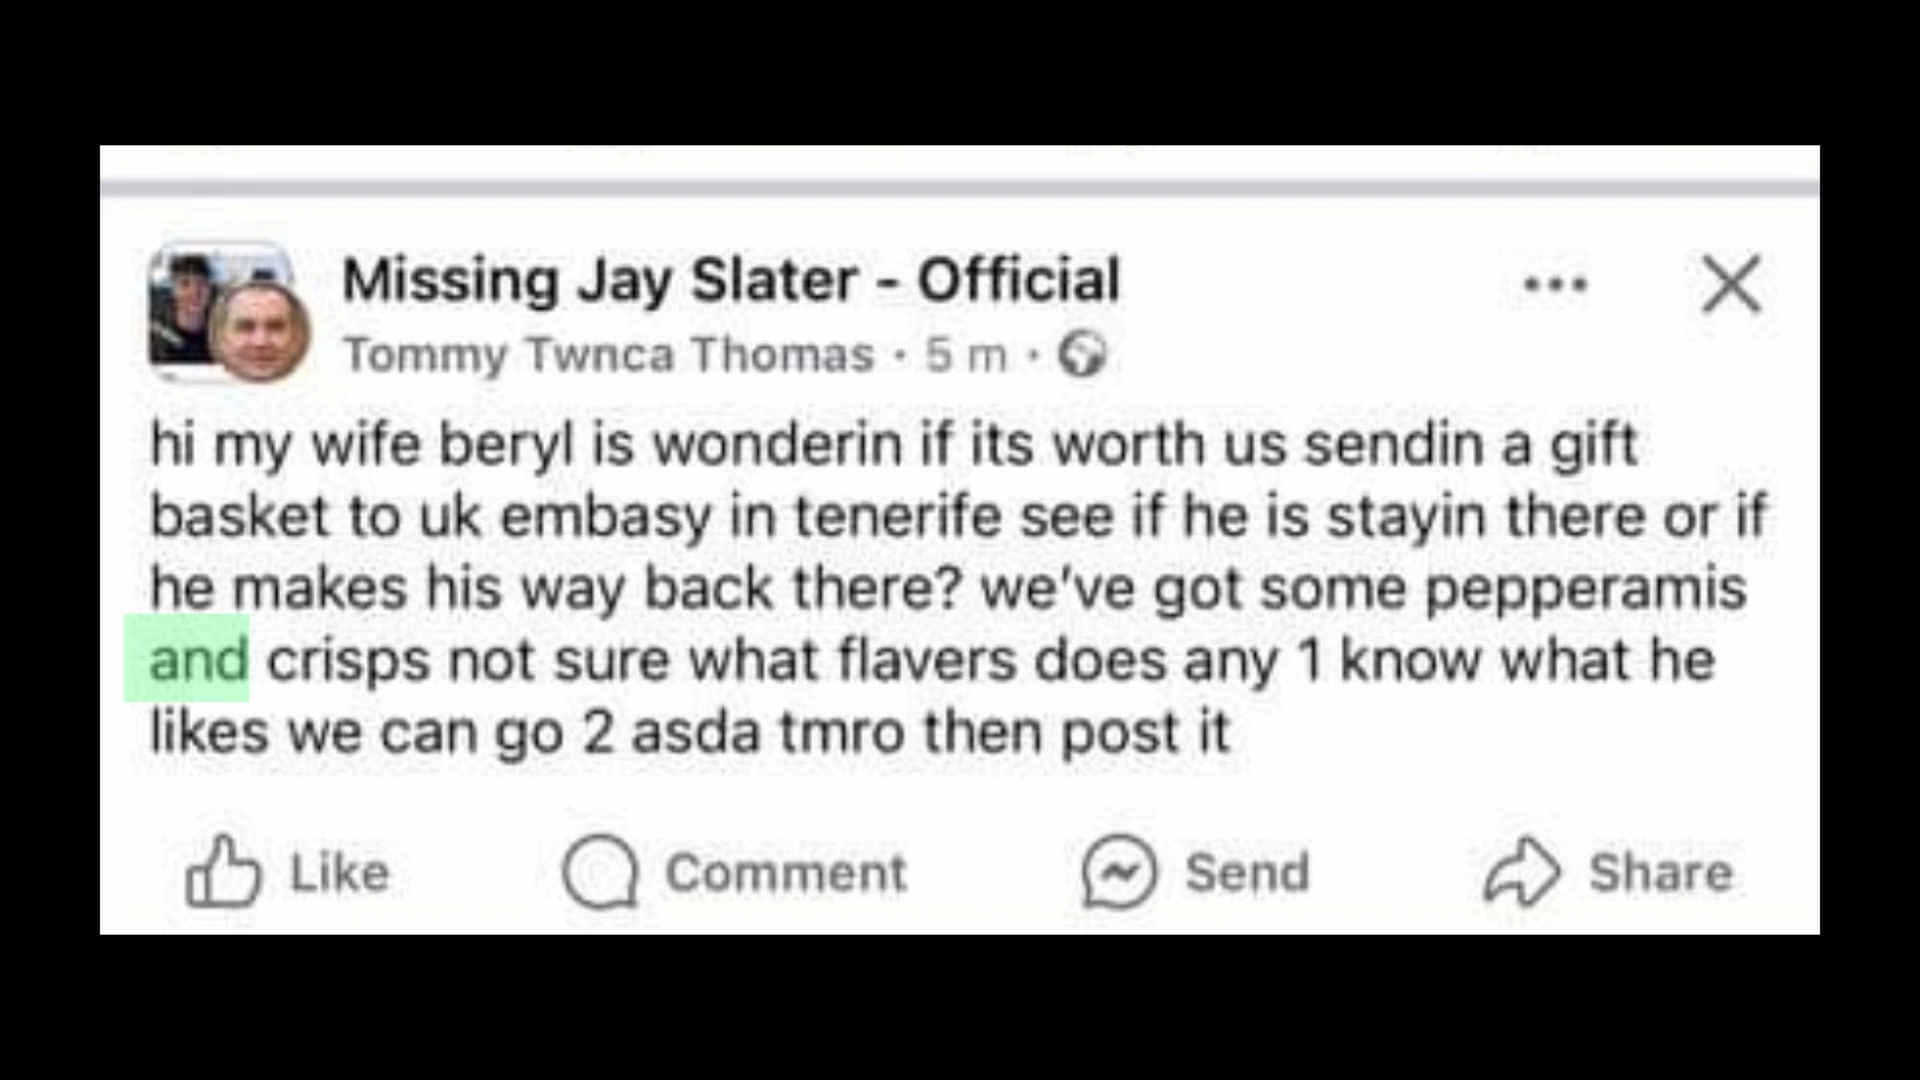 Missing Jay Slater - Official
Tommy Twnca Thomas · 5 m ·
hi my wife beryl is wonderin if its worth us sendin a gift
basket to uk embasy in tenerife see if he is stayin there or if
he makes his way back there? we've got some pepperamis
and crisps not sure what flavers does any 1 know what he
likes we can go 2 asda tmro then post it
Like Comment Send Share